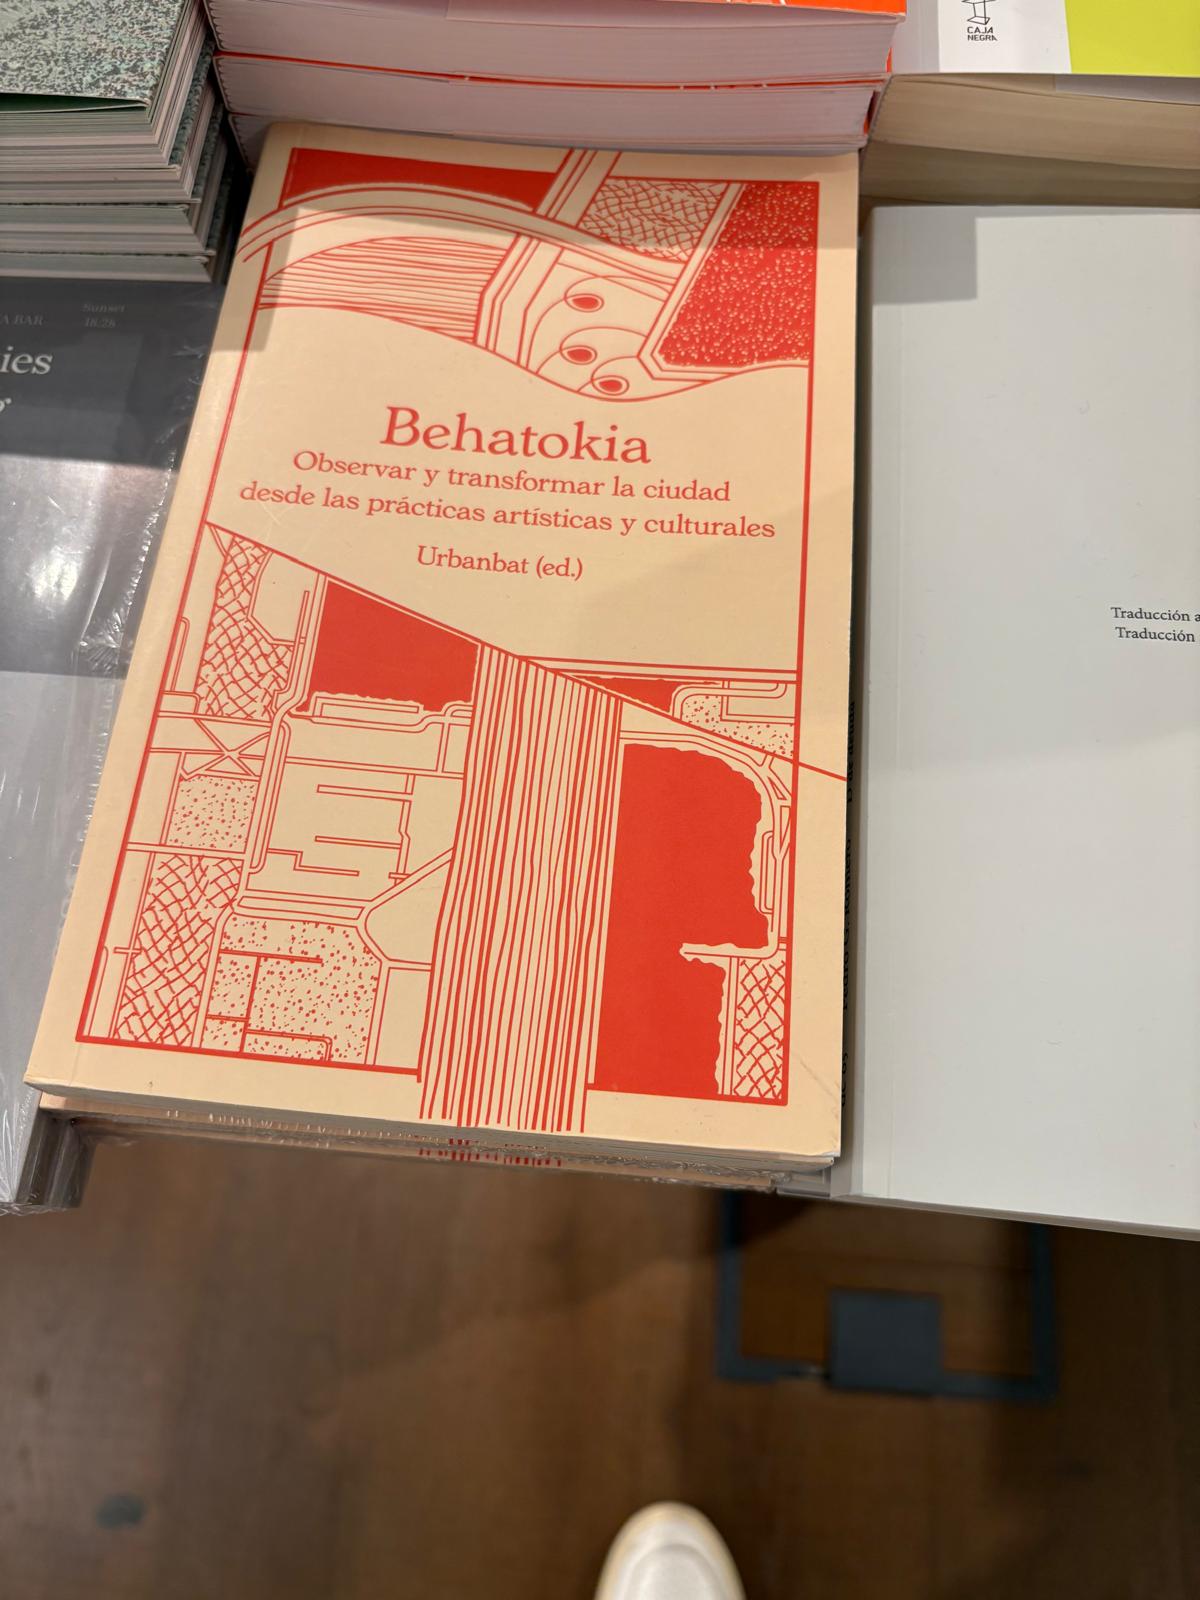 CAJA
NEGRA
Sunset
18:28
A BAR
ies
Behatokia
Observar y transformar la ciudad
desde las prácticas artísticas y culturales
Urbanbat (ed.)
Traducción a
Traducción